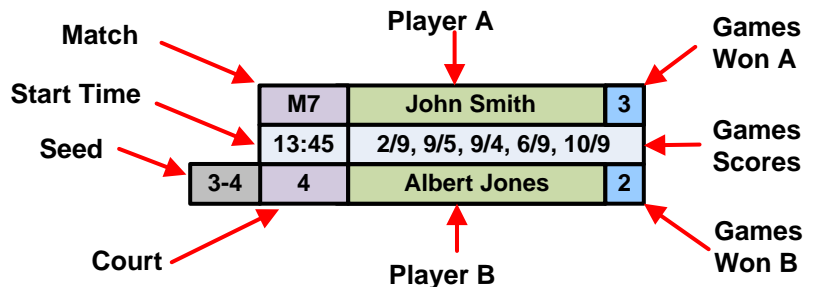 Player A
Match
Games
Won A
Start Time
M7 John Smith 3
13:45 2/9, 9/5, 9/4, 6/9, 10/9
Games
Scores
Seed
3-4 4 Albert Jones 2
Court
Player B
Games
Won B